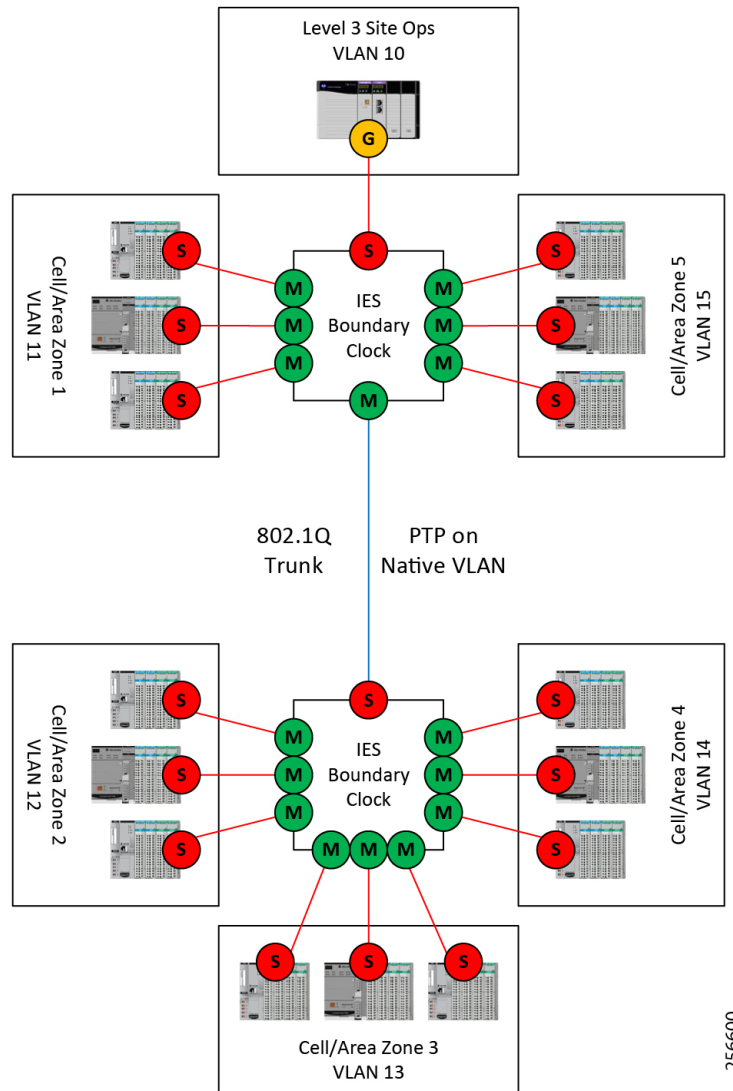 Level 3 Site Ops
VLAN 10
G
S
Cell/Area Zone 1
VLAN 11
S
S
S
M
M
M
IES
Boundary
Clock
M
M
M
M
S
S
S
Cell/Area Zone 5
VLAN 15
802.1Q
Trunk
PTP on
Native VLAN
S
Cell/Area Zone 2
VLAN 12
S
S
S
M
M
M
IES
Boundary
Clock
M
M
M
M
M
M
S
S
S
Cell/Area Zone 4
VLAN 14
S
S
S
Cell/Area Zone 3
VLAN 13
256600